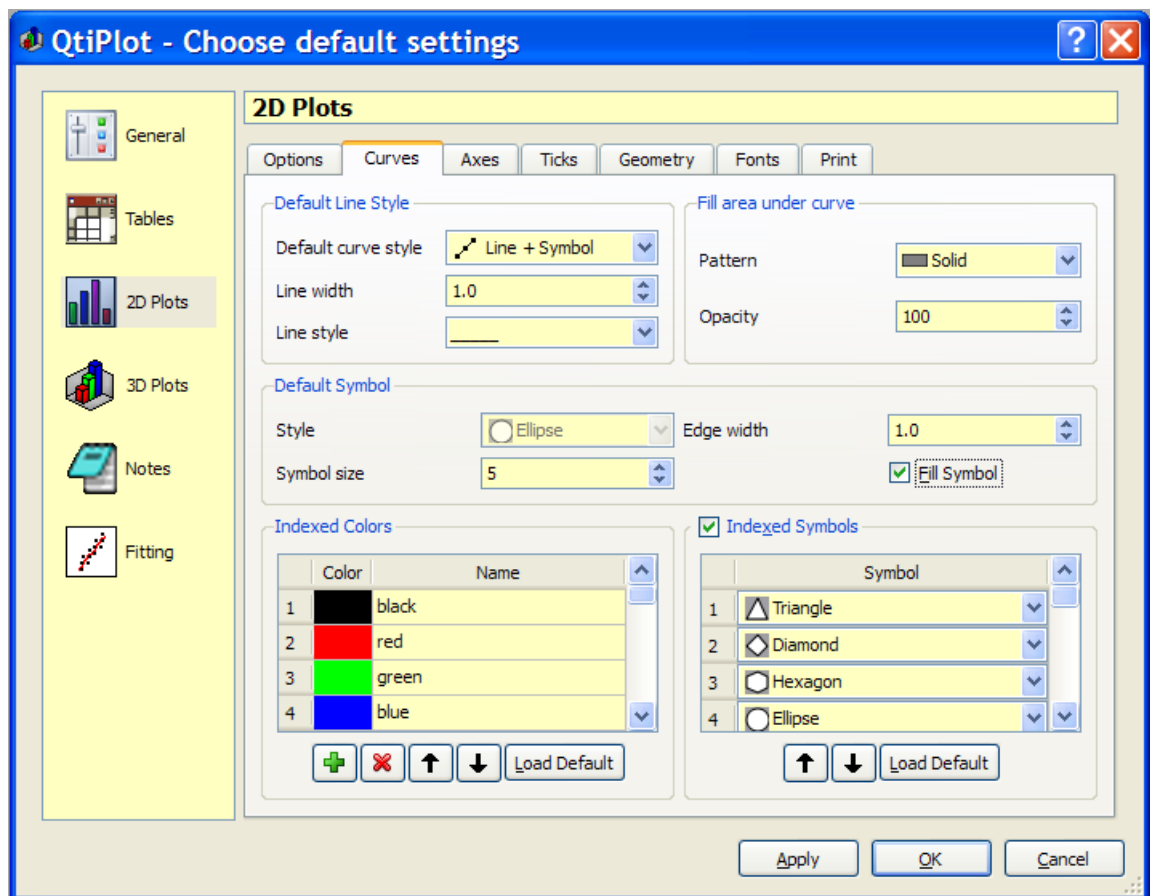 QtiPlot - Choose default settings
General
Tables
2D Plots
3D Plots
Notes
Fitting
2D Plots
Options Curves Axes Ticks Geometry Fonts Print
Default Line Style
Default curve style Line + Symbol
Line width 1.0
Line style _____
Fill area under curve
Pattern Solid
Opacity 100
Default Symbol
Style Ellipse Edge width 1.0
Symbol size 5 Fill Symbol
Indexed Colors
Color Name
1 black
2 red
3 green
4 blue
Load Default
Indexed Symbols
Symbol
1 Triangle
2 Diamond
3 Hexagon
4 Ellipse
Load Default
Apply OK Cancel